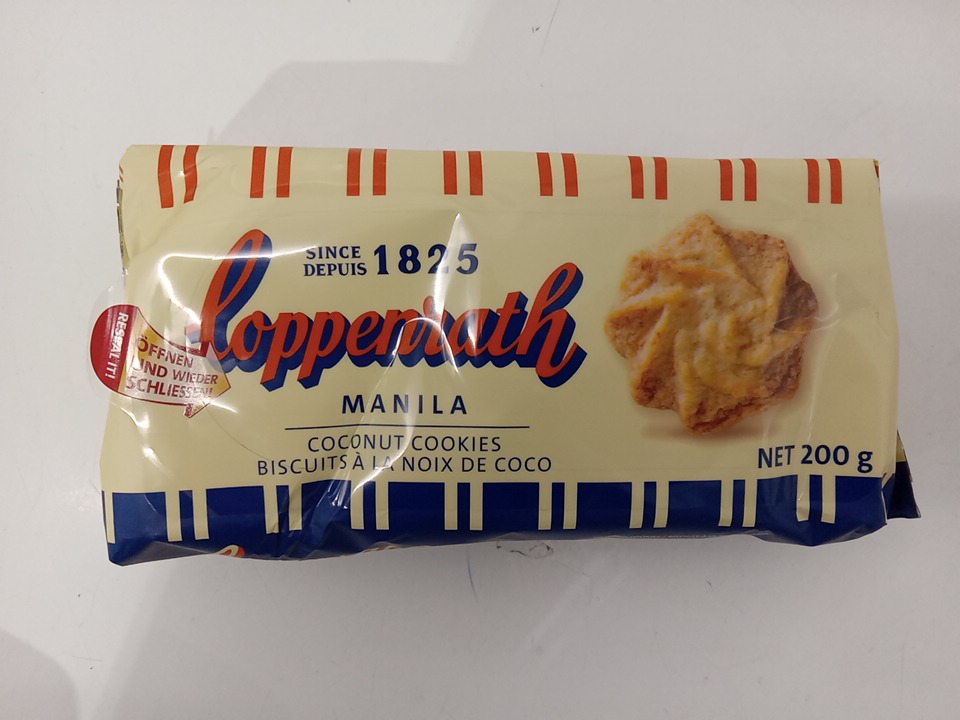 SINCE
DEPUIS 1825
Coppenrath
MANILA
COCONUT COOKIES
BISCUITS À LA NOIX DE COCO
NET 200 g
RESEAL IT!
ÖFFNEN
UND WIEDER
SCHLIESSEN!